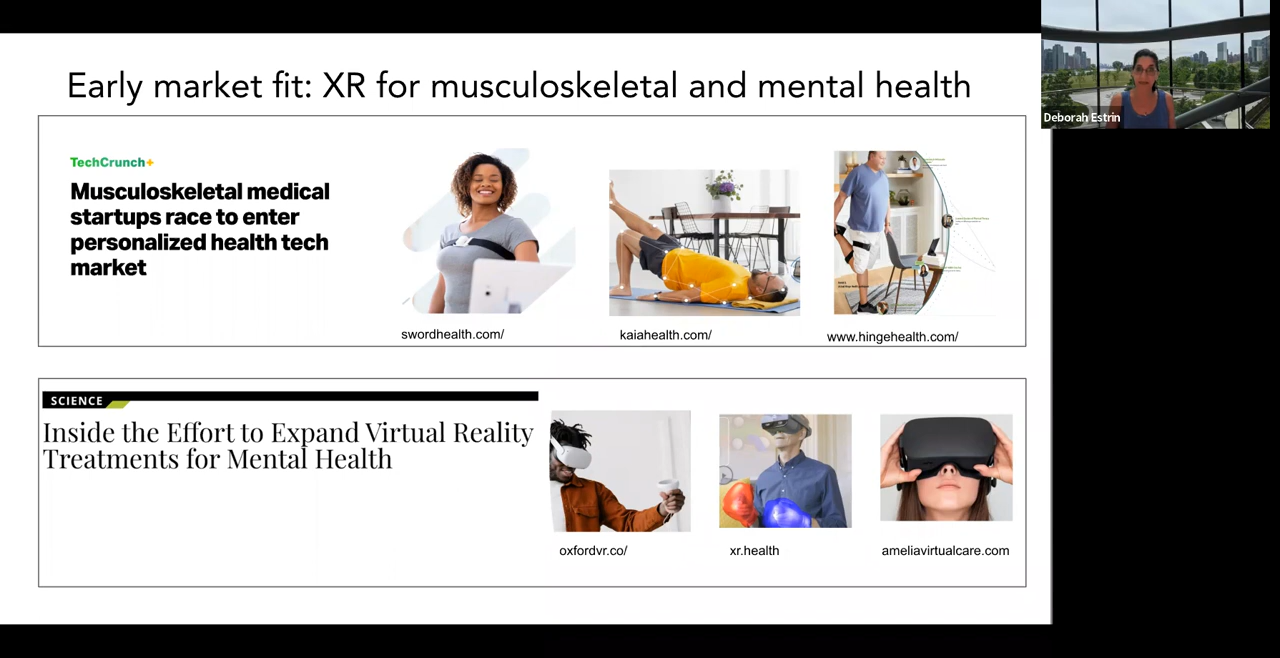 Early market fit: XR for musculoskeletal and mental health
Deborah Estrin
TechCrunch+
Musculoskeletal medical
startups race to enter
personalized health tech
market
swordhealth.com/
kaiahealth.com/
www.hingehealth.com/
SCIENCE
Inside the Effort to Expand Virtual Reality
Treatments for Mental Health
oxfordvr.co/
xr.health
ameliavirtualcare.com